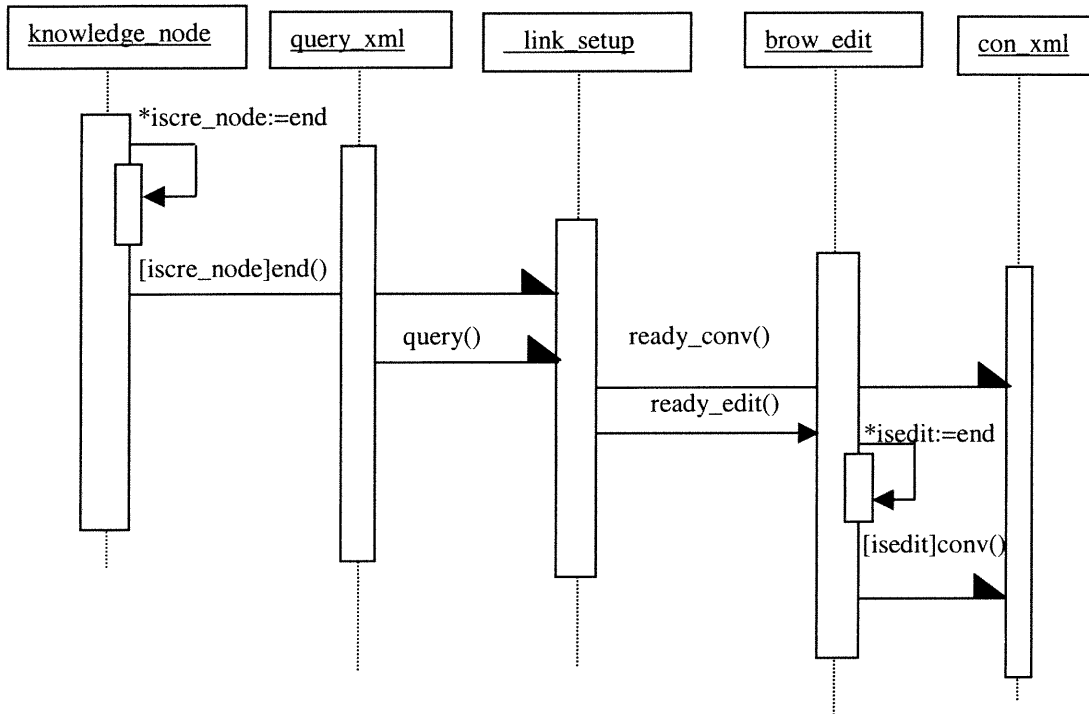 knowledge_node
query_xml
link_setup
brow_edit
con_xml
*iscre_node:=end
[iscre_node]end()
query()
ready_conv()
ready_edit()
*isedit:=end
[isedit]conv()